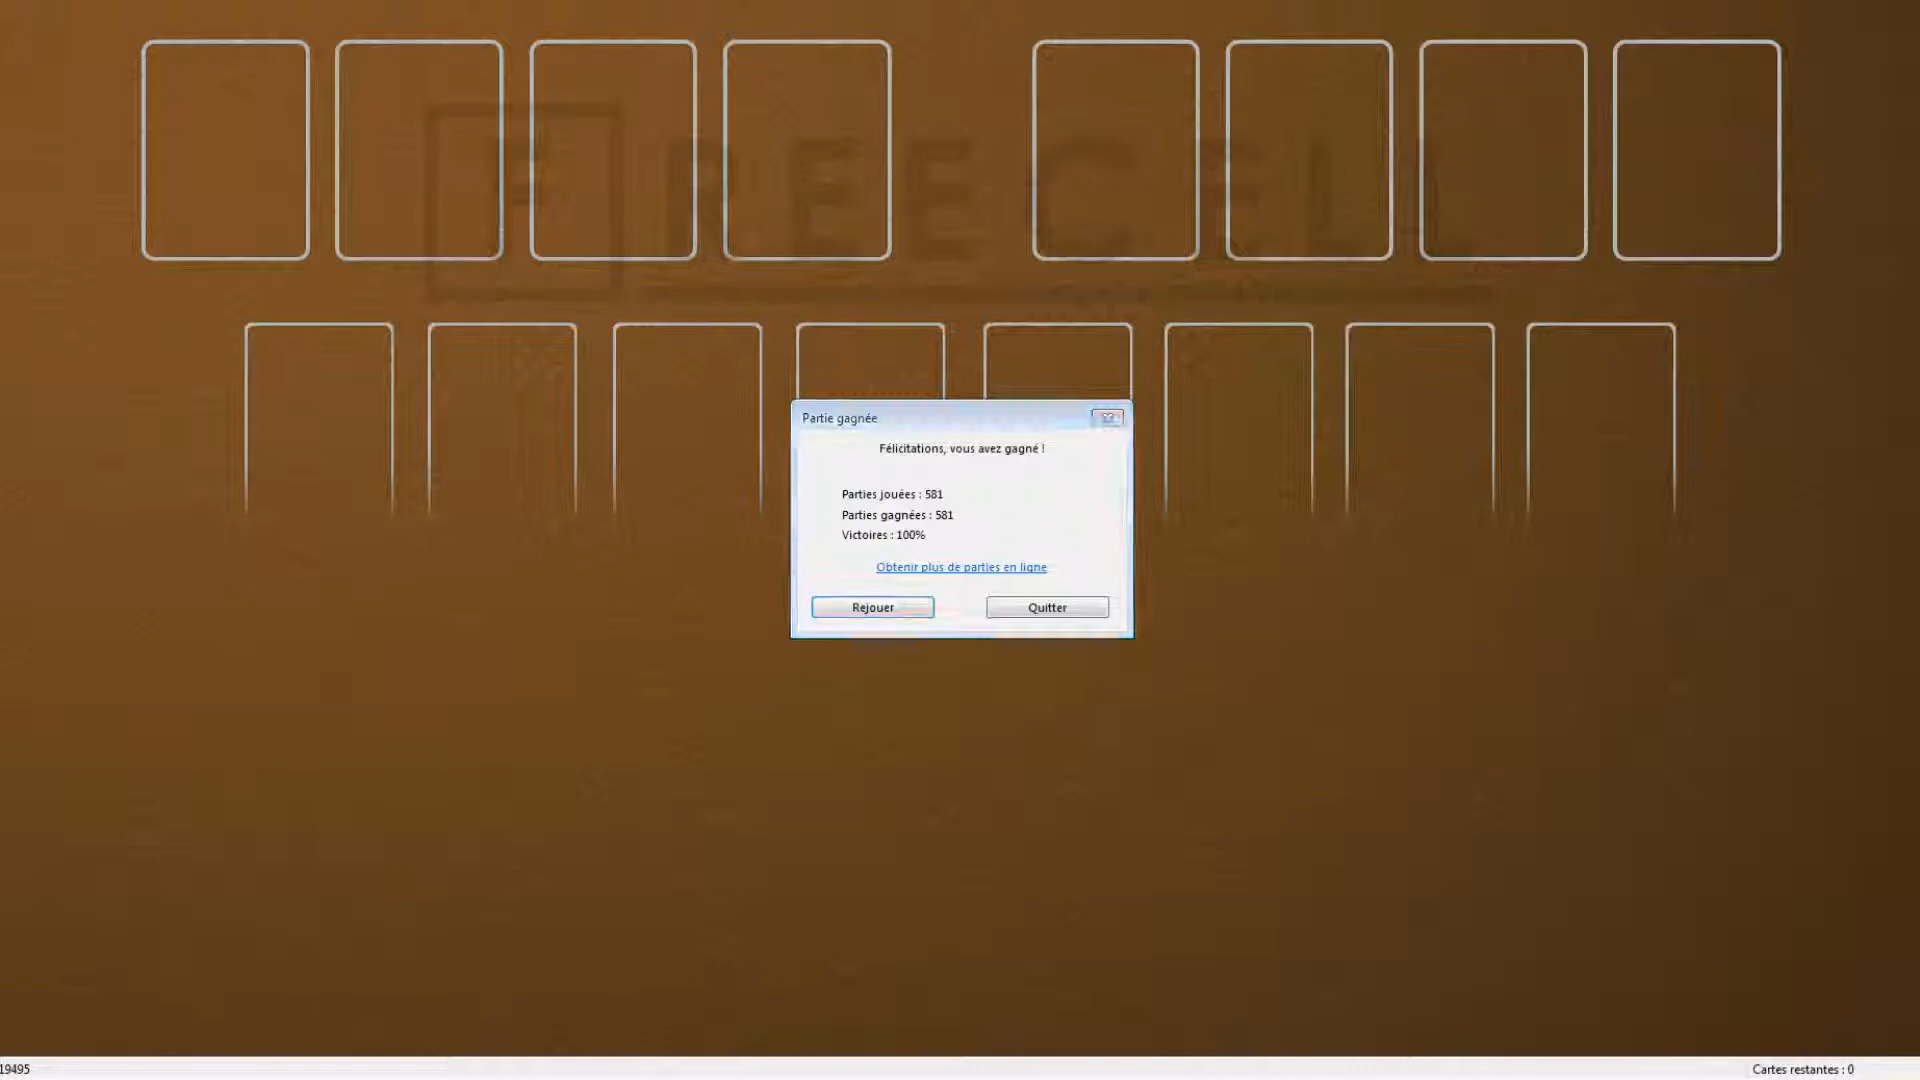 FREECELL
Partie gagnée
Félicitations, vous avez gagné !
Parties jouées : 581
Parties gagnées : 581
Victoires : 100%
Obtenir plus de parties en ligne
Rejouer
Quitter
19495
Cartes restantes : 0